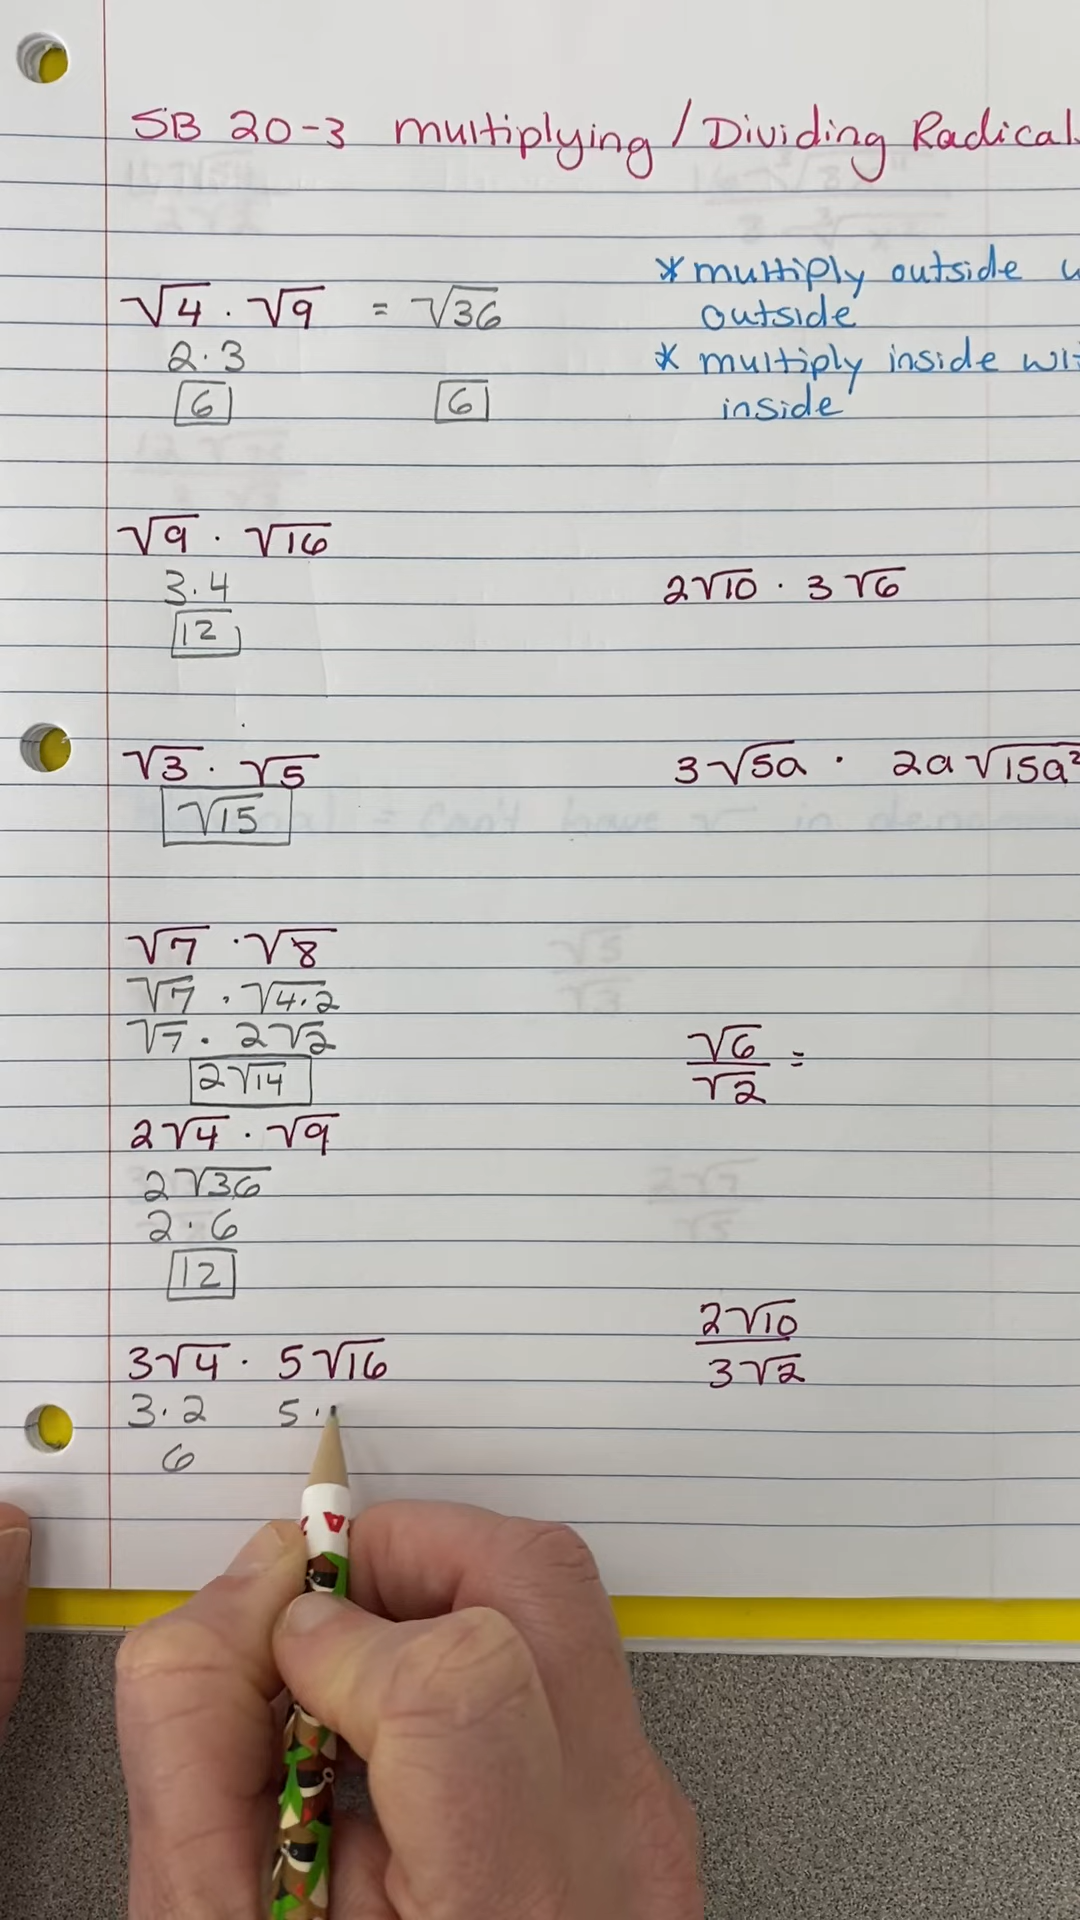 SB 20-3 multiplying / Dividing Radical
√4 · √9 = √36
2·3
6 6
* multiply outside
outside
* multiply inside
inside
√9 · √16
3·4
12
2√10 · 3√6
√3 · √5
√15
3√5a · 2a√15a²
√7 · √8
√7 · √4·2
√7 · 2√2
2√14
√6
√2 =
2√4 · √9
2√36
2·6
12
3√4 · 5√16
3·2 5·
6
2√10
3√2